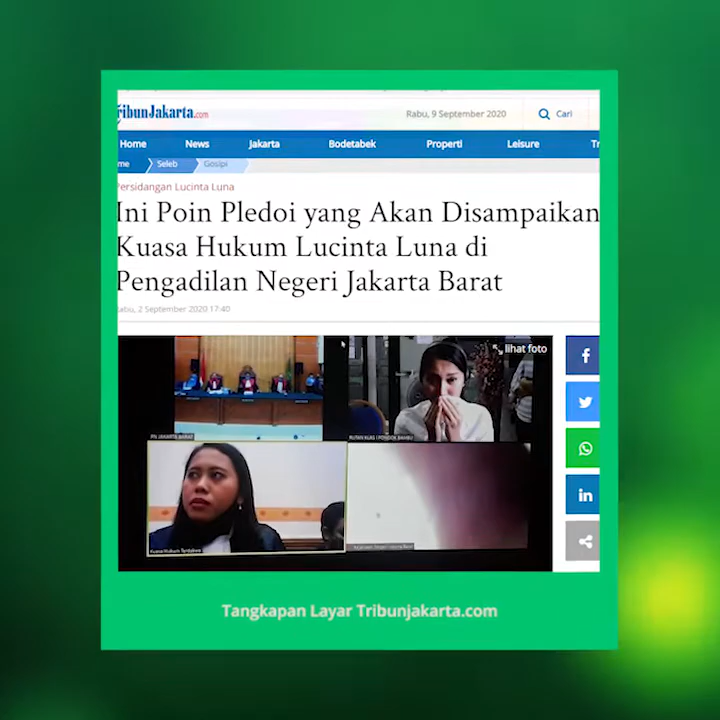 TribunJakarta.com
Rabu, 9 September 2020
Cari
Home News Jakarta Bodetabek Properti Leisure
Seleb Gosipi
Persidangan Lucinta Luna
Ini Poin Pledoi yang Akan Disampaikan
Kuasa Hukum Lucinta Luna di
Pengadilan Negeri Jakarta Barat
Rabu, 2 September 2020 17:40
lihat foto
PN JAKARTA BARAT
RUTAN KLAS I PONDOK BAMBU
Kuasa Hukum Terdakwa
Tangkapan Layar Tribunjakarta.com